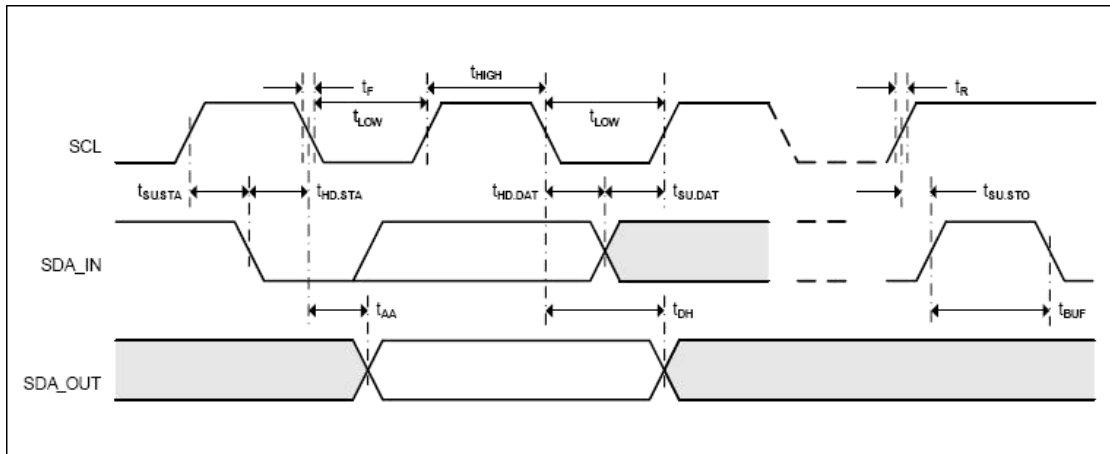 tHIGH
tF
tR
tLOW
tLOW
SCL
tSU.STA
tHD.STA
tHD.DAT
tSU.DAT
tSU.STO
SDA_IN
tAA
tDH
tBUF
SDA_OUT